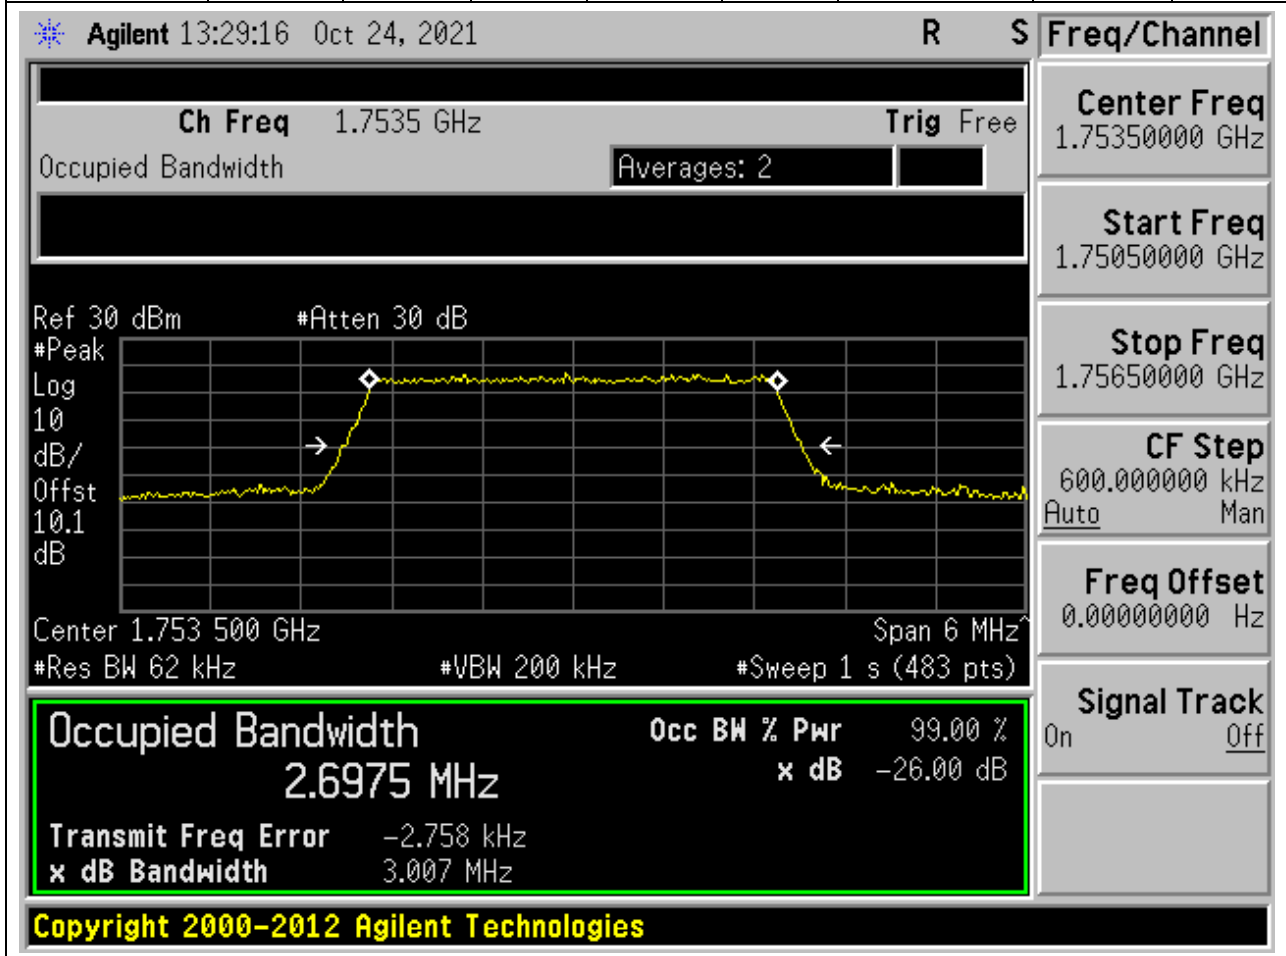 Agilent 13:29:16 Oct 24, 2021 R S Freq/Channel
Ch Freq 1.7535 GHz Trig Free
Occupied Bandwidth Averages: 2
Center Freq
1.75350000 GHz
Start Freq
1.75050000 GHz
Stop Freq
1.75650000 GHz
CF Step
600.000000 kHz
Auto Man
Freq Offset
0.00000000 Hz
Signal Track
On Off
Ref 30 dBm #Atten 30 dB
#Peak
Log
10
dB/
Offst
10.1
dB
Center 1.753 500 GHz Span 6 MHz^
#Res BW 62 kHz #VBW 200 kHz #Sweep 1 s (483 pts)
Occupied Bandwidth Occ BW % Pwr 99.00 %
2.6975 MHz x dB -26.00 dB
Transmit Freq Error -2.758 kHz
x dB Bandwidth 3.007 MHz
Copyright 2000-2012 Agilent Technologies